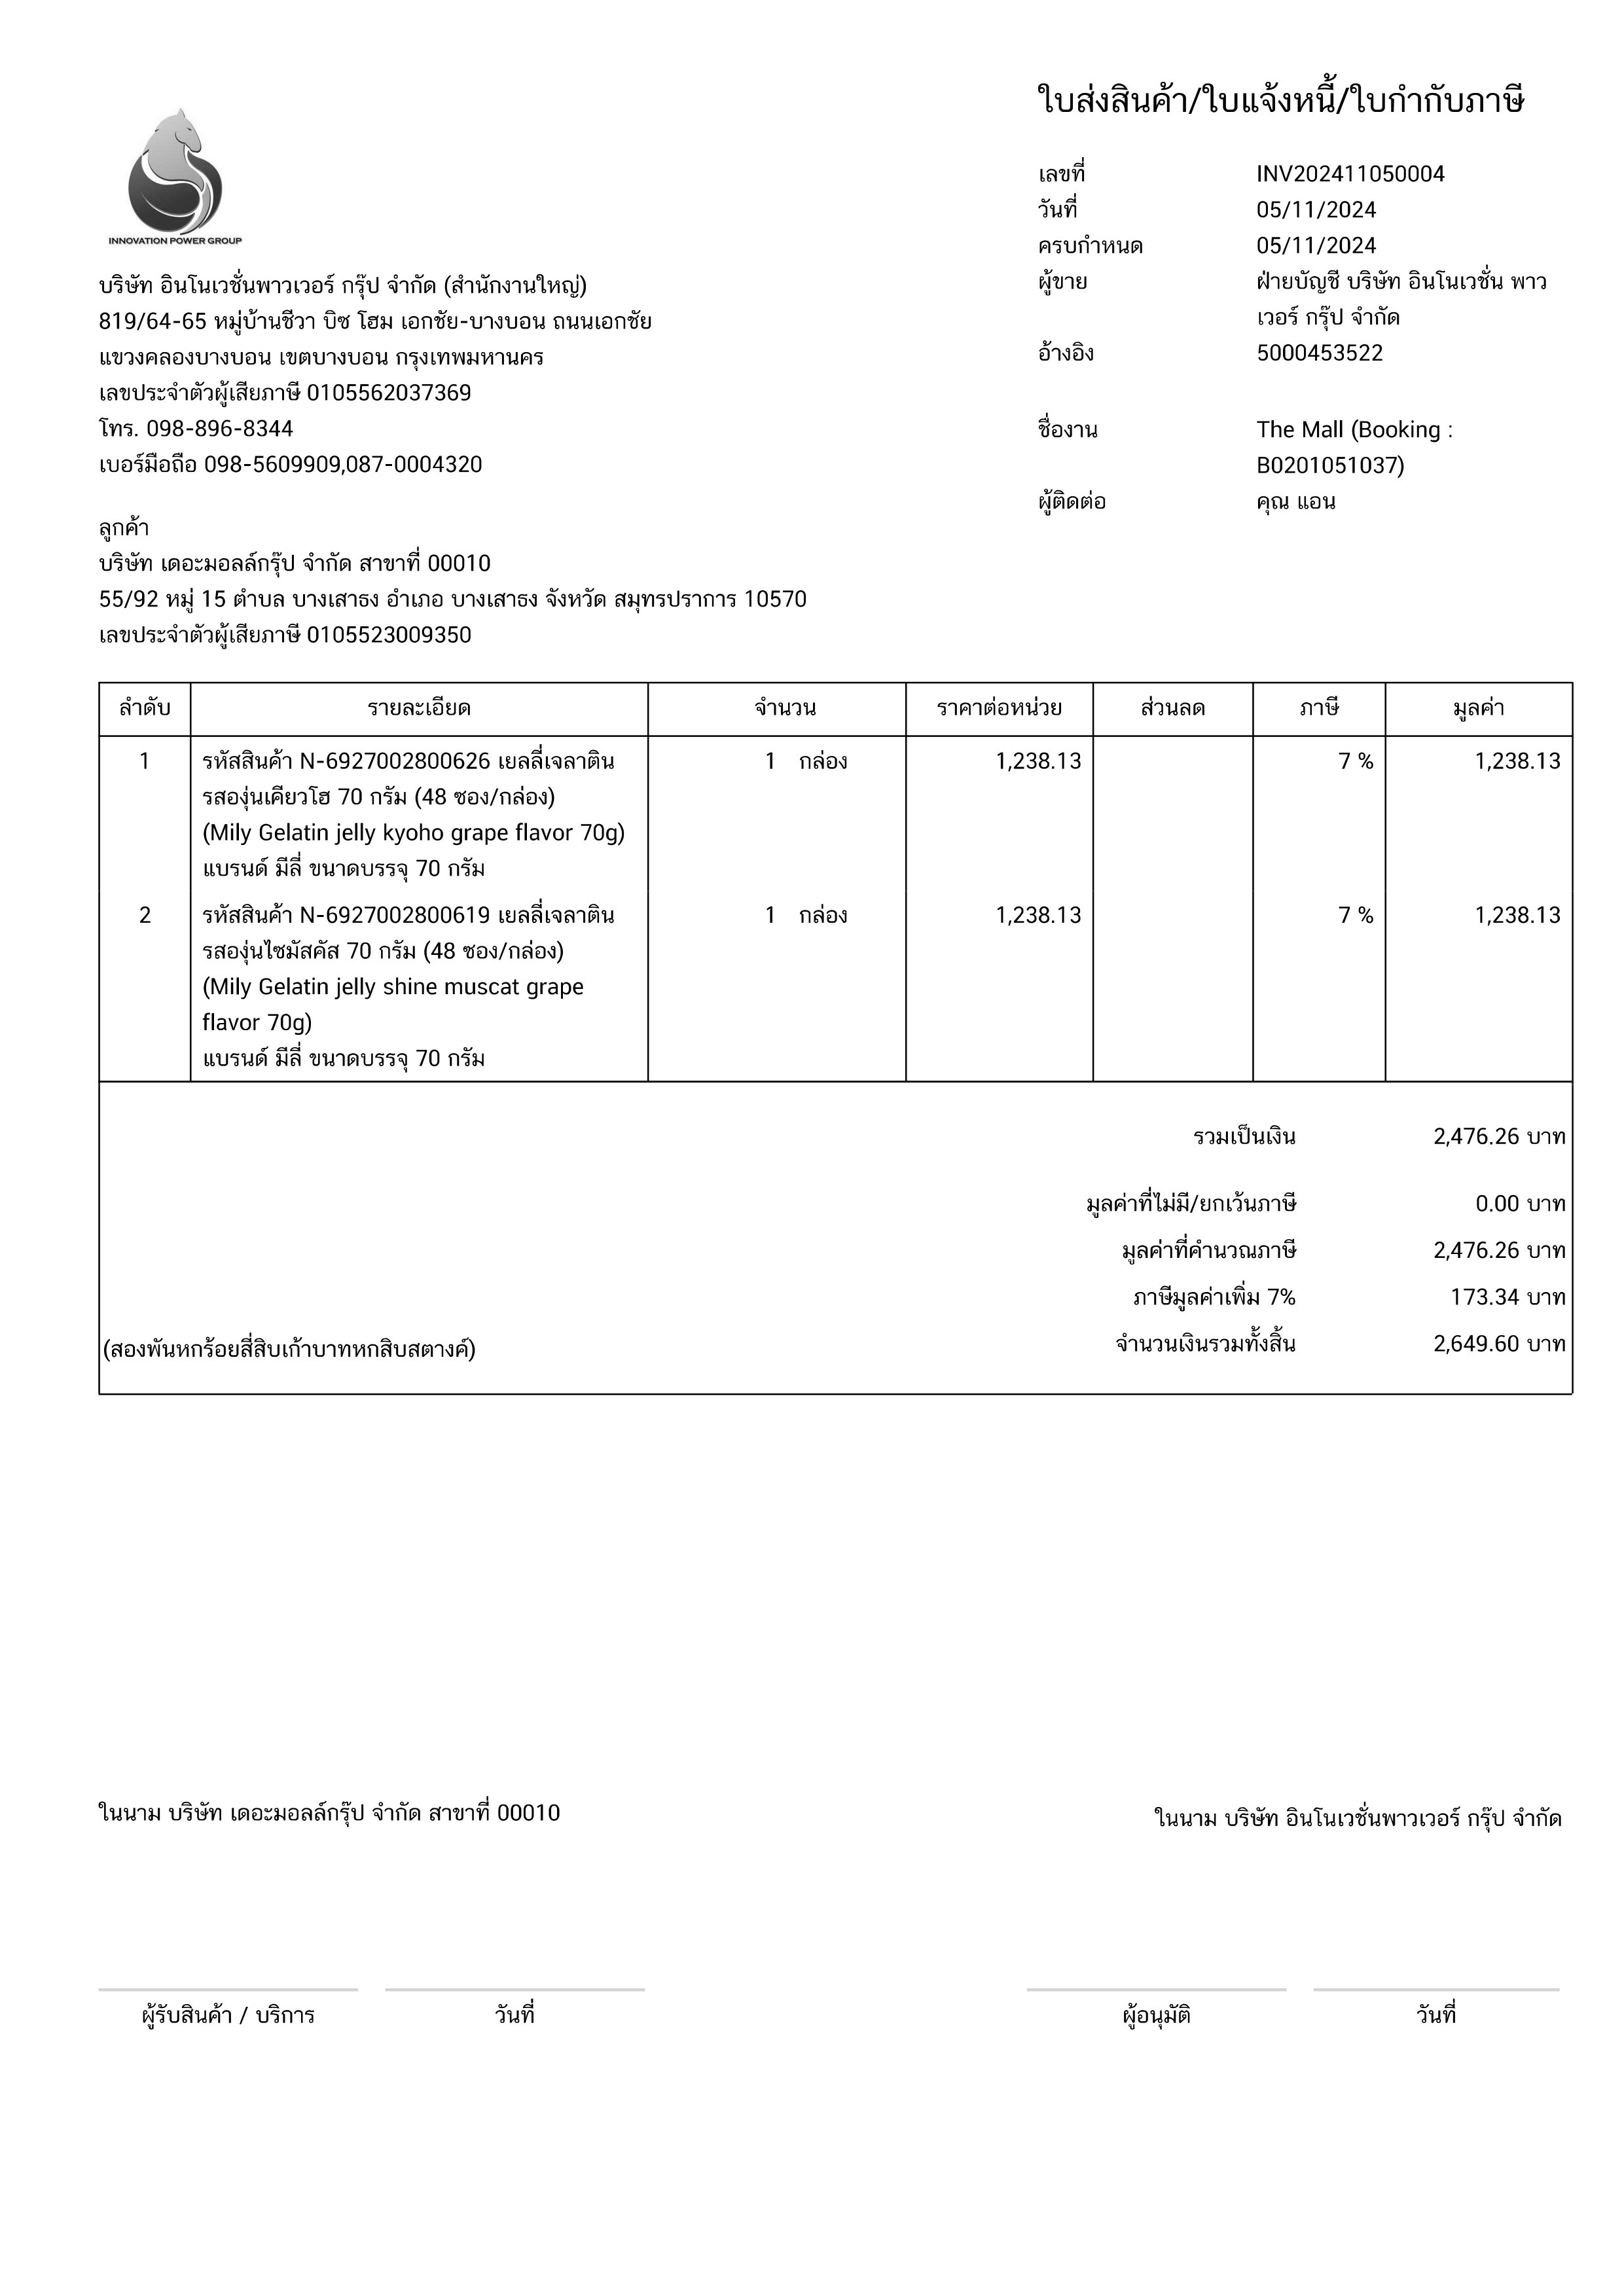 ใบส่งสินค้า/ใบแจ้งหนี้/ใบกำกับภาษี
INNOVATION POWER GROUP
เลขที่ INV202411050004
วันที่ 05/11/2024
ครบกำหนด 05/11/2024
ผู้ขาย ฝ่ายบัญชี บริษัท อินโนเวชั่น พาว
เวอร์ กรุ๊ป จำกัด
อ้างอิง 5000453522
ชื่องาน The Mall (Booking :
B0201051037)
ผู้ติดต่อ คุณ แอน
บริษัท อินโนเวชั่นพาวเวอร์ กรุ๊ป จำกัด (สำนักงานใหญ่)
819/64-65 หมู่บ้านชีวา บิซ โฮม เอกชัย-บางบอน ถนนเอกชัย
แขวงคลองบางบอน เขตบางบอน กรุงเทพมหานคร
เลขประจำตัวผู้เสียภาษี 0105562037369
โทร. 098-896-8344
เบอร์มือถือ 098-5609909,087-0004320
ลูกค้า
บริษัท เดอะมอลล์กรุ๊ป จำกัด สาขาที่ 00010
55/92 หมู่ 15 ตำบล บางเสาธง อำเภอ บางเสาธง จังหวัด สมุทรปราการ 10570
เลขประจำตัวผู้เสียภาษี 0105523009350
ลำดับ รายละเอียด จำนวน ราคาต่อหน่วย ส่วนลด ภาษี มูลค่า
1 รหัสสินค้า N-6927002800626 เยลลี่เจลาติน 1 กล่อง 1,238.13 7 % 1,238.13
รสองุ่นเคียวโฮ 70 กรัม (48 ซอง/กล่อง)
(Mily Gelatin jelly kyoho grape flavor 70g)
แบรนด์ มีลี่ ขนาดบรรจุ 70 กรัม
2 รหัสสินค้า N-6927002800619 เยลลี่เจลาติน 1 กล่อง 1,238.13 7 % 1,238.13
รสองุ่นไซมัสคัส 70 กรัม (48 ซอง/กล่อง)
(Mily Gelatin jelly shine muscat grape
flavor 70g)
แบรนด์ มีลี่ ขนาดบรรจุ 70 กรัม
รวมเป็นเงิน 2,476.26 บาท
มูลค่าที่ไม่มี/ยกเว้นภาษี 0.00 บาท
มูลค่าที่คำนวณภาษี 2,476.26 บาท
ภาษีมูลค่าเพิ่ม 7% 173.34 บาท
(สองพันหกร้อยสี่สิบเก้าบาทหกสิบสตางค์) จำนวนเงินรวมทั้งสิ้น 2,649.60 บาท
ในนาม บริษัท เดอะมอลล์กรุ๊ป จำกัด สาขาที่ 00010 ในนาม บริษัท อินโนเวชั่นพาวเวอร์ กรุ๊ป จำกัด
ผู้รับสินค้า / บริการ วันที่ ผู้อนุมัติ วันที่